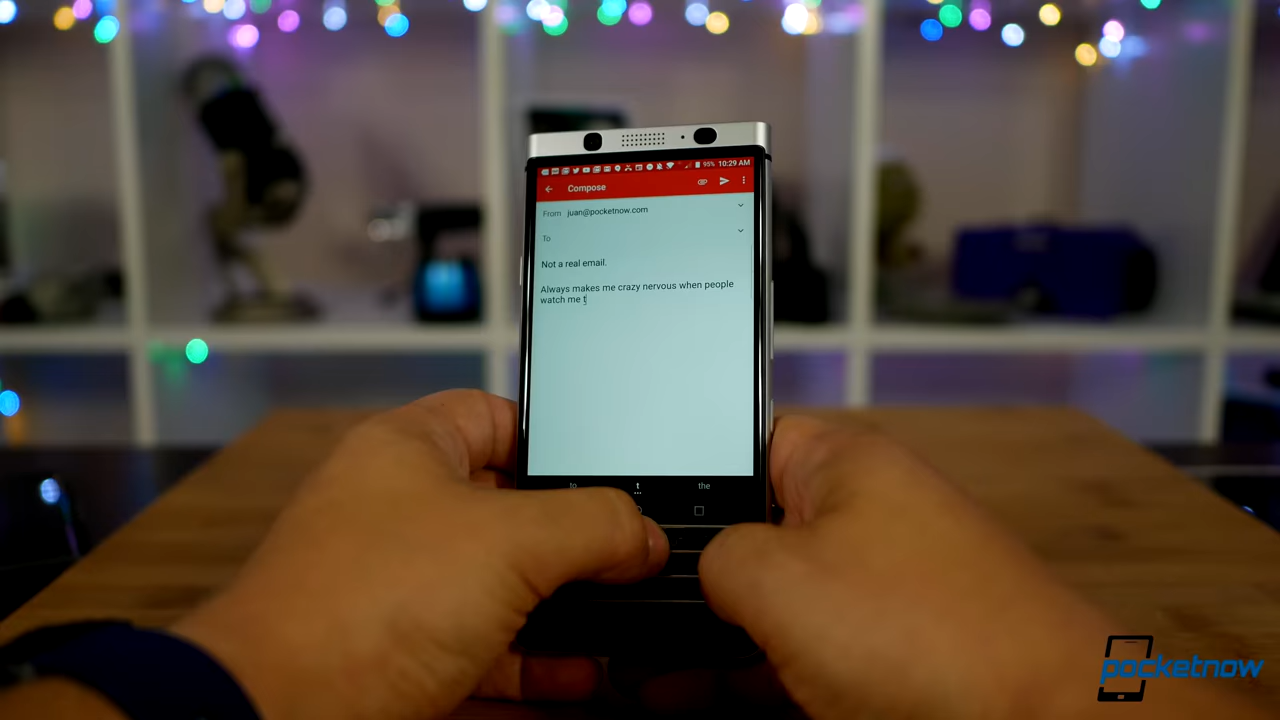 95% 10:29 AM
Compose
From juan@pocketnow.com
To
Not a real email.
Always makes me crazy nervous when people
watch me t
to t the
pocketnow